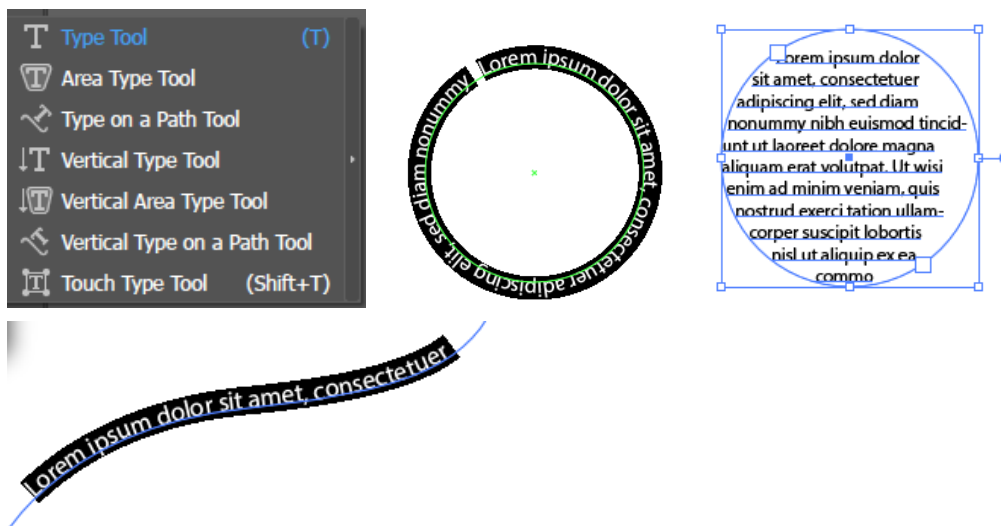 Type Tool (T)
Area Type Tool
Type on a Path Tool
Vertical Type Tool
Vertical Area Type Tool
Vertical Type on a Path Tool
Touch Type Tool (Shift+T)
Lorem ipsum dolor sit amet, consectetuer adipiscing elit, sed diam nonummy
Lorem ipsum dolor
sit amet, consectetuer
adipiscing elit, sed diam
nonummy nibh euismod tincid-
unt ut laoreet dolore magna
aliquam erat volutpat. Ut wisi
enim ad minim veniam, quis
nostrud exerci tation ullam-
corper suscipit lobortis
nisl ut aliquip ex ea
commo
Lorem ipsum dolor sit amet, consectetuer